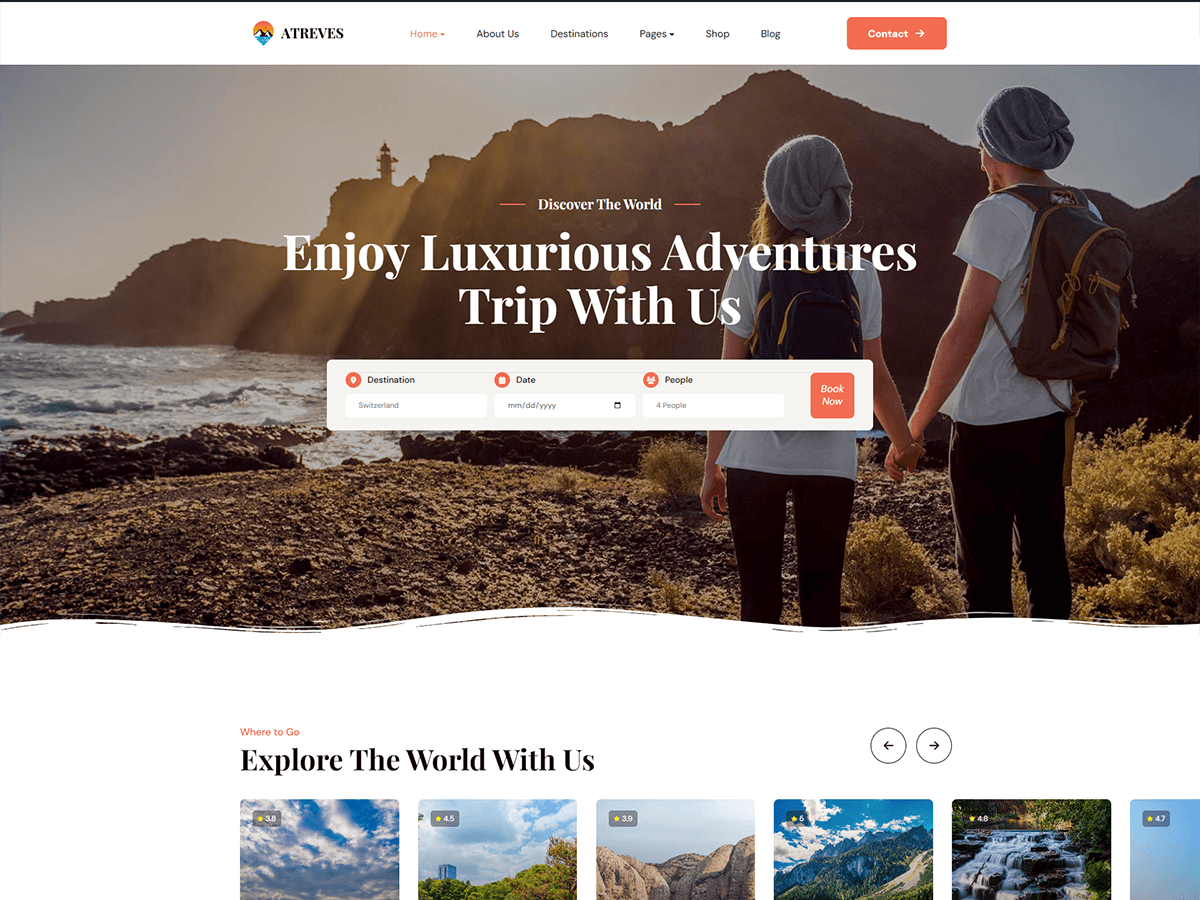 ATREVES
Home
About Us
Destinations
Pages
Shop
Blog
Contact
Discover The World
Enjoy Luxurious Adventures
Trip With Us
Destination
Date
People
Switzerland
mm/dd/yyyy
4 People
Book
Now
Where to Go
Explore The World With Us
3.8
4.5
3.9
5
4.8
4.7